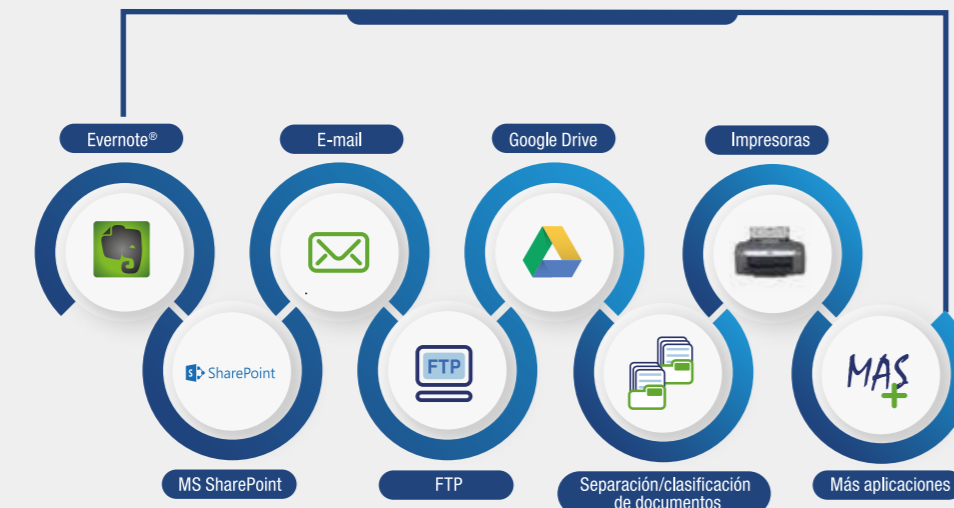 Evernote®
E-mail
Google Drive
Impresoras
SharePoint
FTP
MAS
+
MS SharePoint
FTP
Separación/clasificación
de documentos
Más aplicaciones